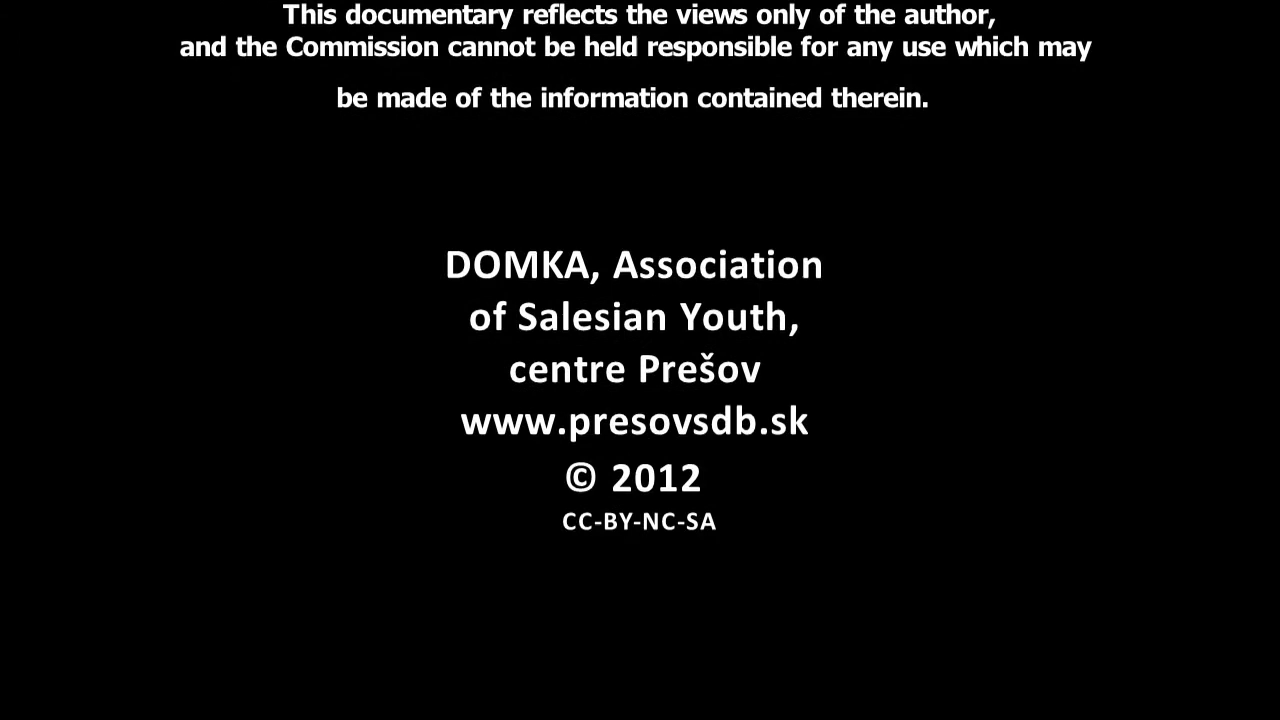 This documentary reflects the views only of the author,
and the Commission cannot be held responsible for any use which may
be made of the information contained therein.
DOMKA, Association
of Salesian Youth,
centre Prešov
www.presovsdb.sk
© 2012
CC-BY-NC-SA